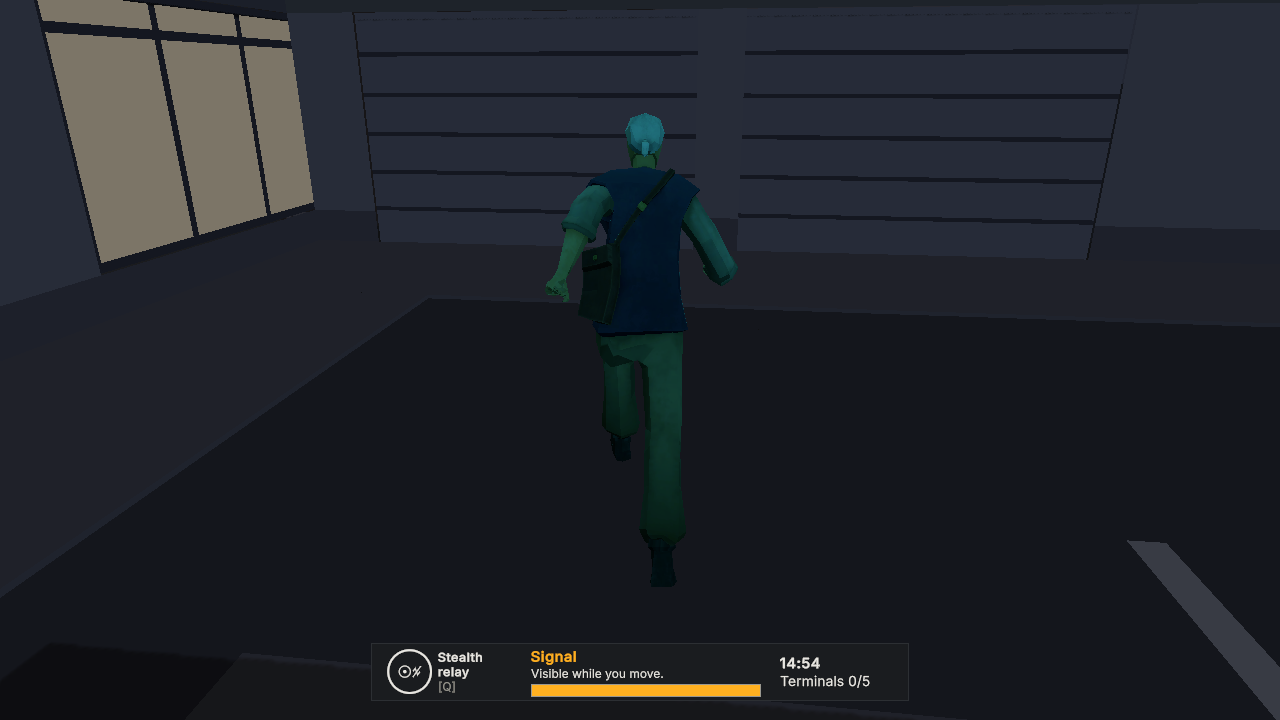 Stealth
relay
[Q]
Signal
Visible while you move.
14:54
Terminals 0/5